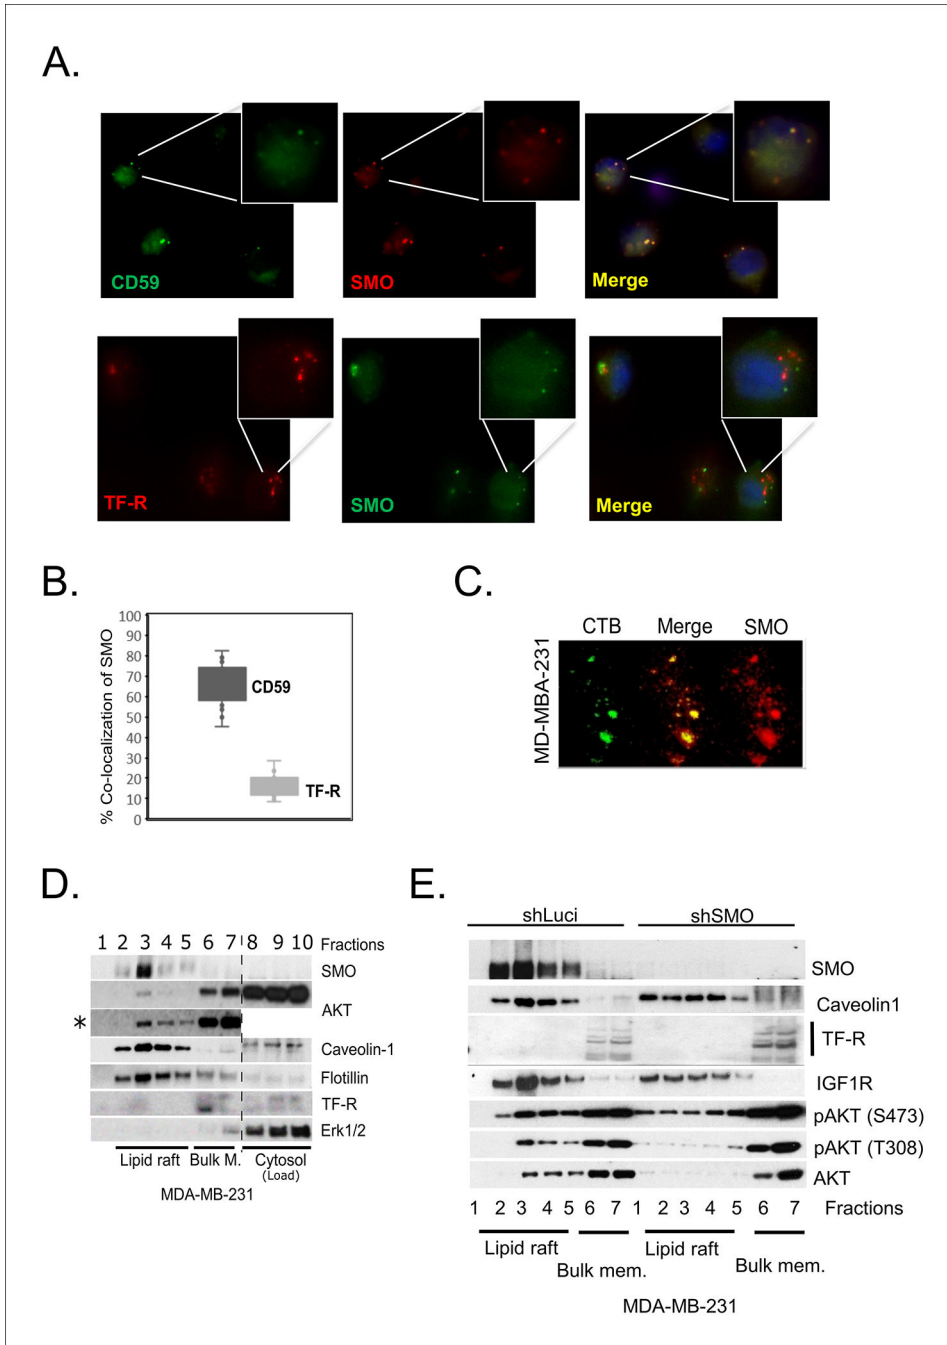 A.
CD59
SMO
Merge
TF-R
SMO
Merge
B.
% Co-localization of SMO
100
90
80
70
60
50
40
30
20
10
0
CD59
TF-R
C.
CTB Merge SMO
MD-MBA-231
D.
1 2 3 4 5 6 7 8 9 10 Fractions
SMO
AKT
*
Caveolin-1
Flotillin
TF-R
Erk1/2
Lipid raft Bulk M. Cytosol
(Load)
MDA-MB-231
E.
shLuci shSMO
SMO
Caveolin1
TF-R
IGF1R
pAKT (S473)
pAKT (T308)
AKT
1 2 3 4 5 6 7 1 2 3 4 5 6 7 Fractions
Lipid raft Lipid raft
Bulk mem. Bulk mem.
MDA-MB-231